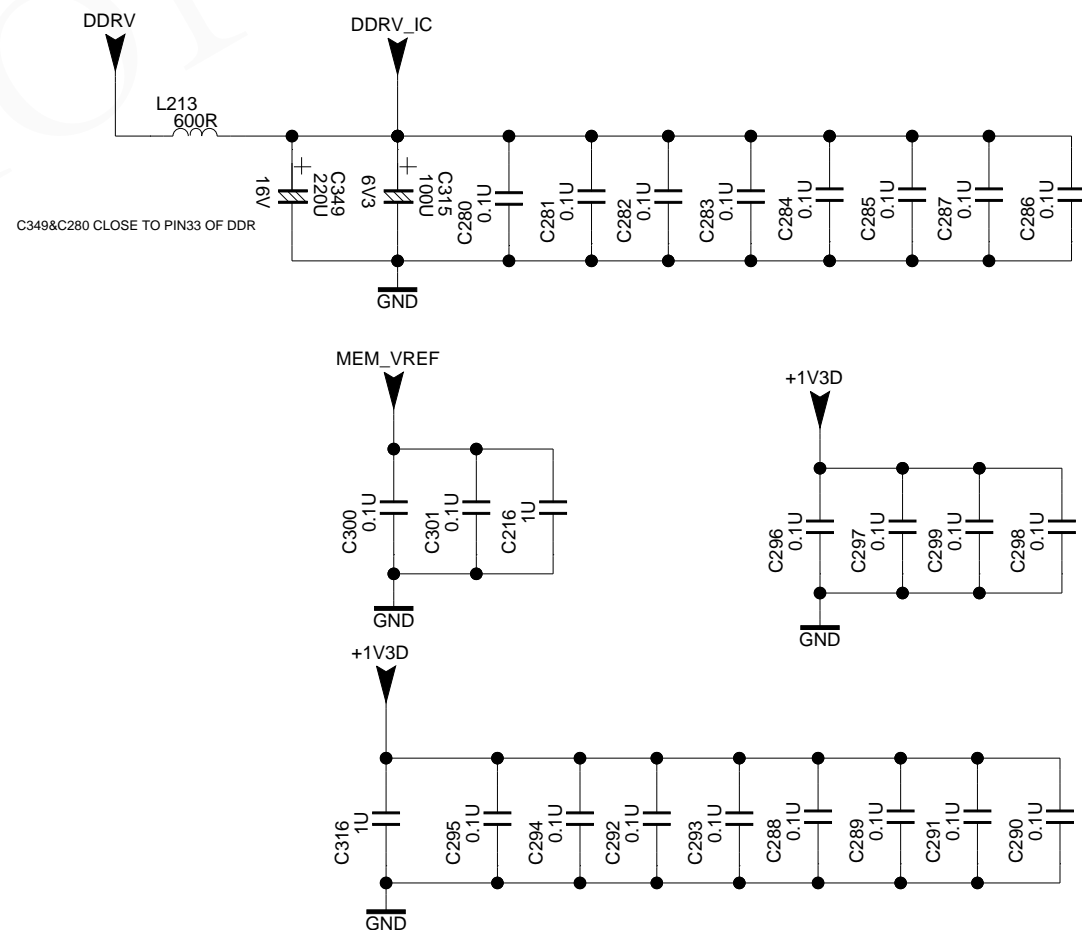 DDRV
DDRV_IC
L213
600R
C349
220U
16V
C315
100U
6V3
C280
0.1U
C281
0.1U
C282
0.1U
C283
0.1U
C284
0.1U
C285
0.1U
C287
0.1U
C286
0.1U
C349&C280 CLOSE TO PIN33 OF DDR
GND
MEM_VREF
+1V3D
C300
0.1U
C301
0.1U
C216
1U
C296
0.1U
C297
0.1U
C299
0.1U
C298
0.1U
GND
GND
+1V3D
C316
1U
C295
0.1U
C294
0.1U
C292
0.1U
C293
0.1U
C288
0.1U
C289
0.1U
C291
0.1U
C290
0.1U
GND